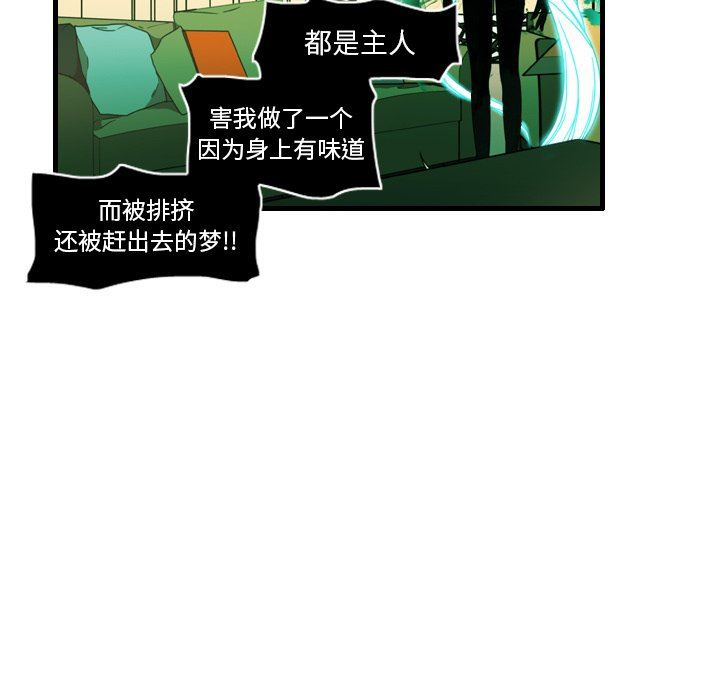 都是主人
害我做了一个
因为身上有味道
而被排挤
还被赶出去的梦!!